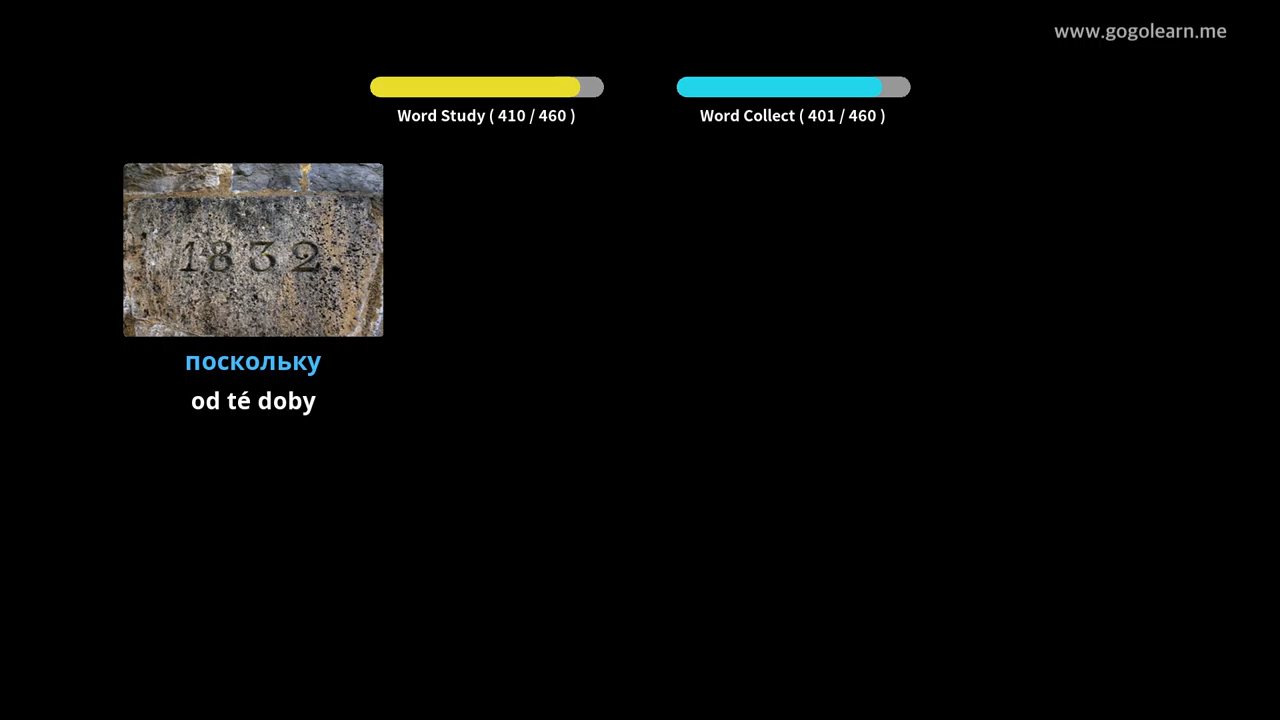 www.gogolearn.me
Word Study ( 410 / 460 )
Word Collect ( 401 / 460 )
1832.
поскольку
od té doby